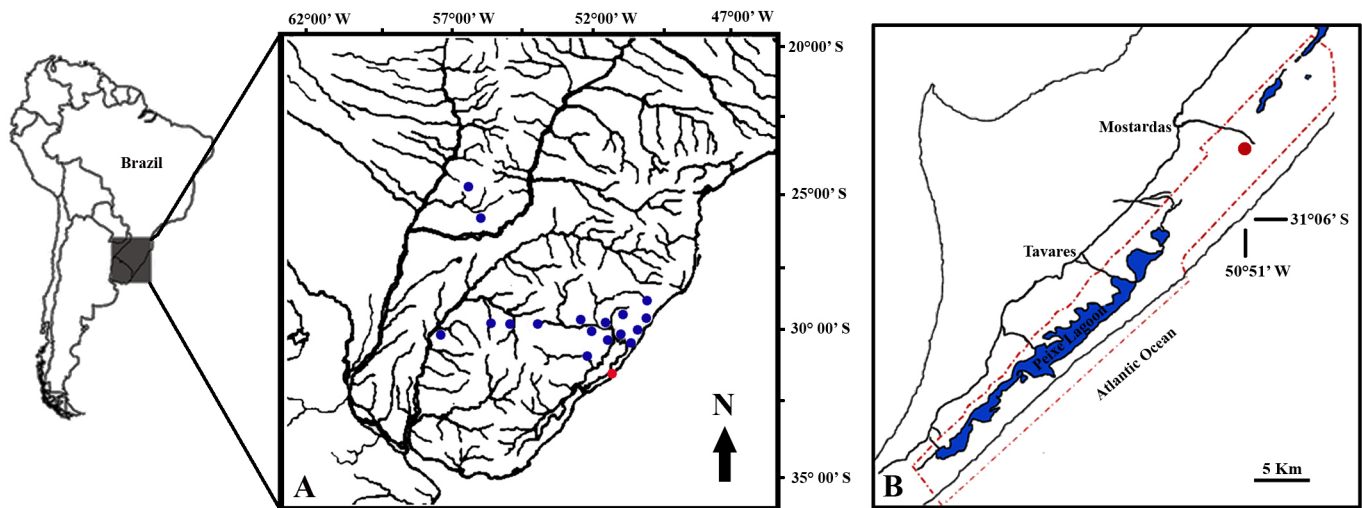 62°00’ W
57°00’ W
52°00’ W
47°00’ W
Brazil
20°00’ S
25°00’ S
30°00’ S
35° 00’ S
N
A
Mostardas
Tavares
31°06’ S
50°51’ W
Peixe Lagoon
Atlantic Ocean
5 Km
B